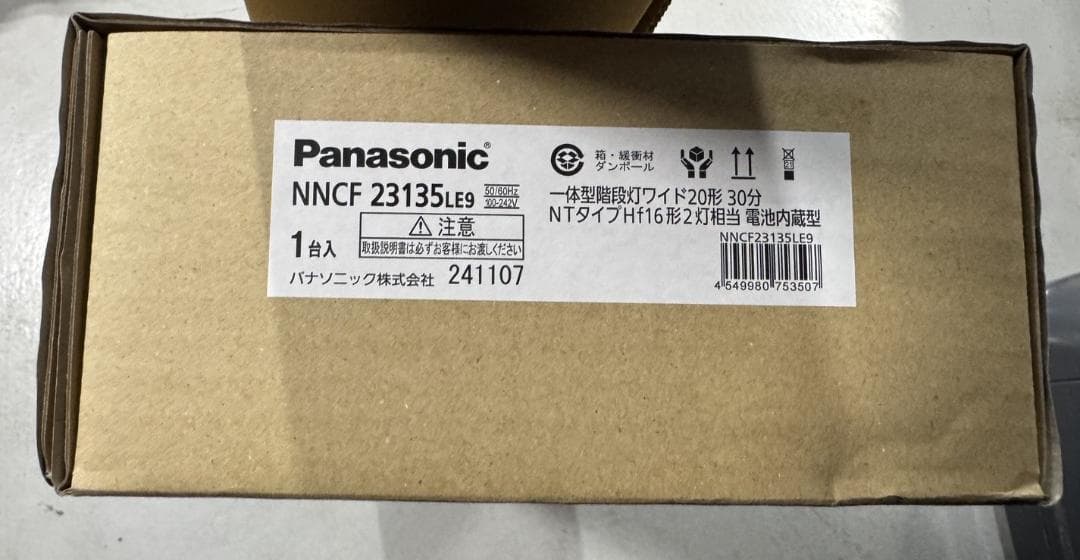 Panasonic®
NNCF 23135LE9 50/60Hz 100-242V
1台入
⚠ 注意
取扱説明書は必ずお客様にお渡しください
パナソニック株式会社 241107
箱・緩衝材
ダンボール
一体型階段灯ワイド20形 30分
NTタイプHf16形2灯相当 電池内蔵型
NNCF23135LE9
4 549980 753507